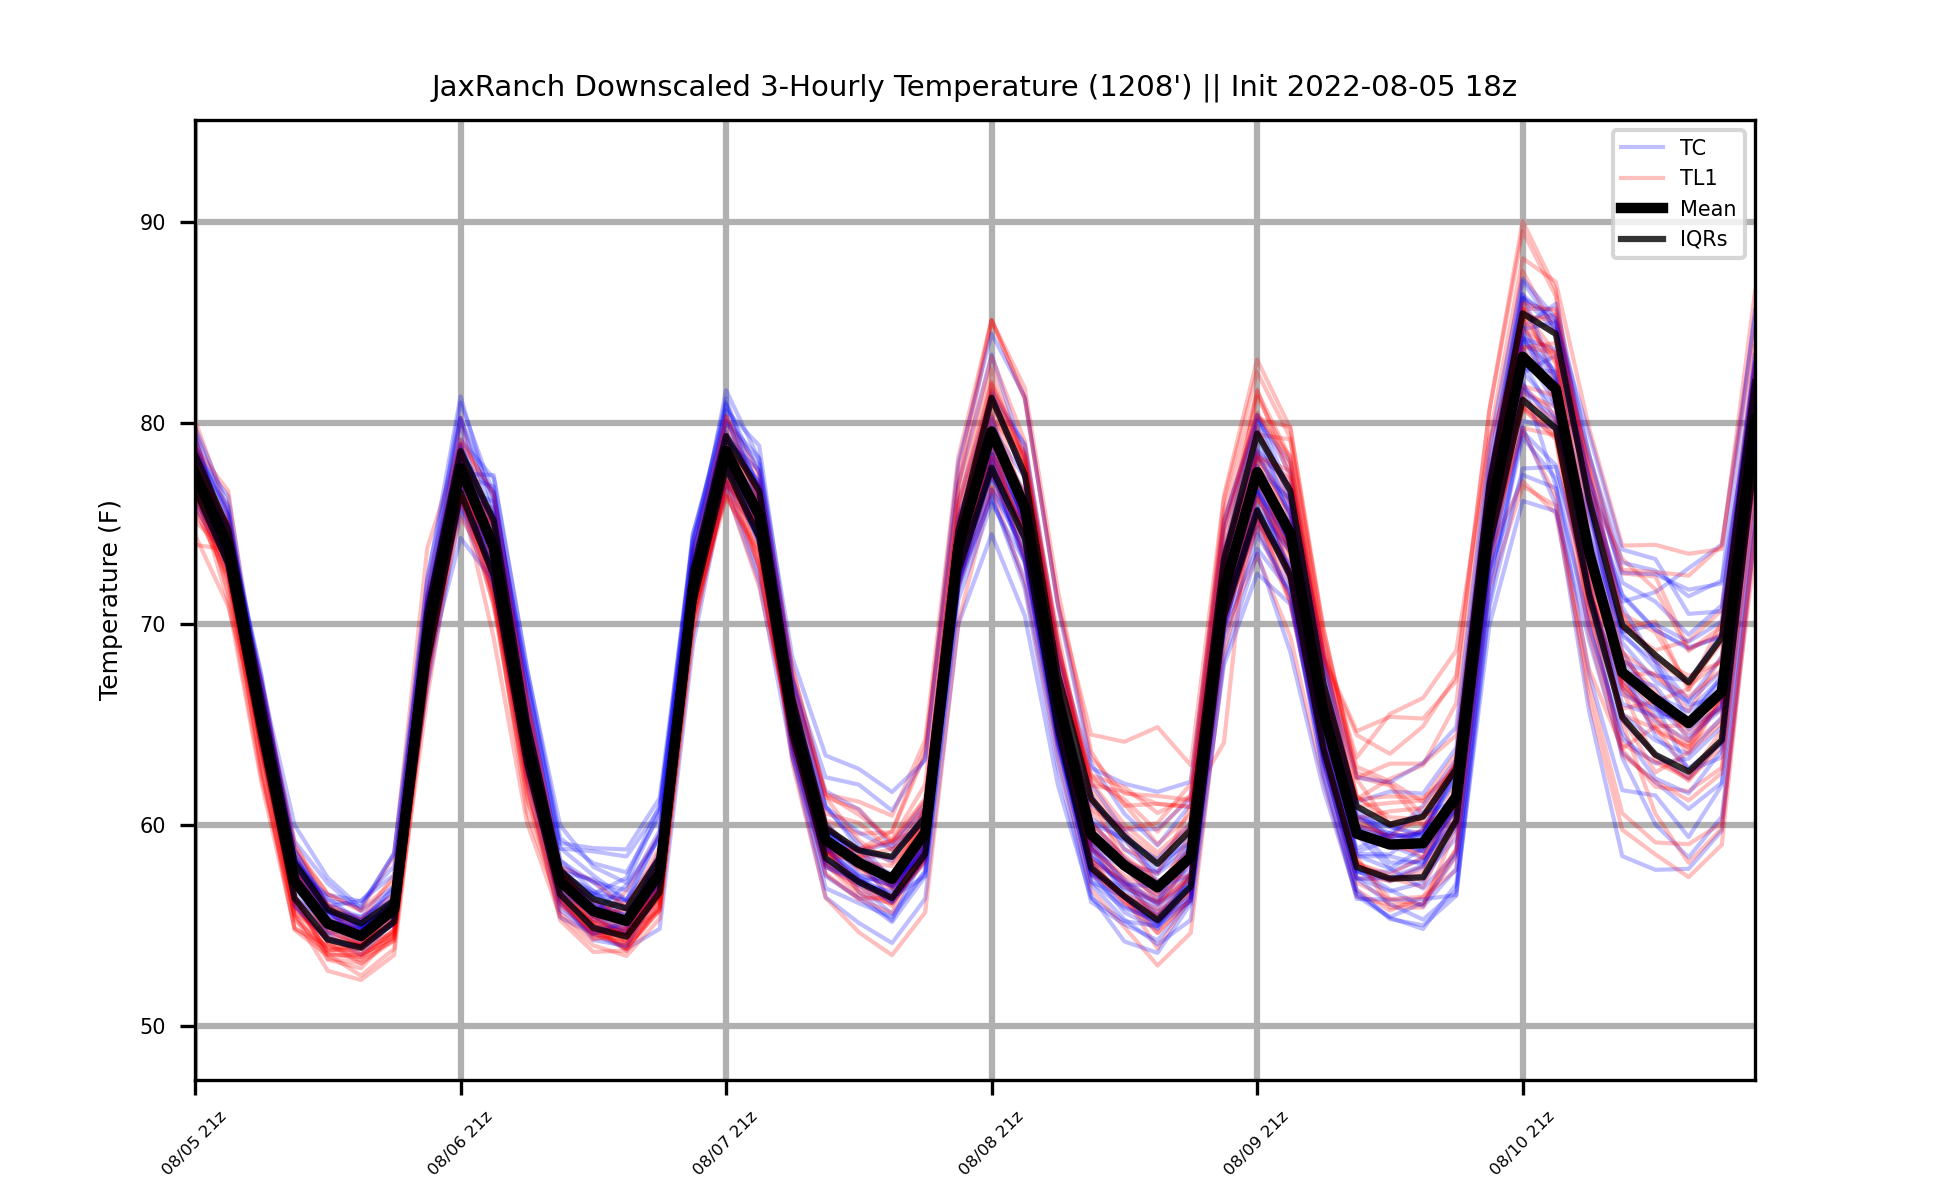 JaxRanch Downscaled 3-Hourly Temperature (1208') || Init 2022-08-05 18z
TC
TL1
Mean
IQRs
Temperature (F)
90
80
70
60
50
08/05 21z
08/06 21z
08/07 21z
08/08 21z
08/09 21z
08/10 21z